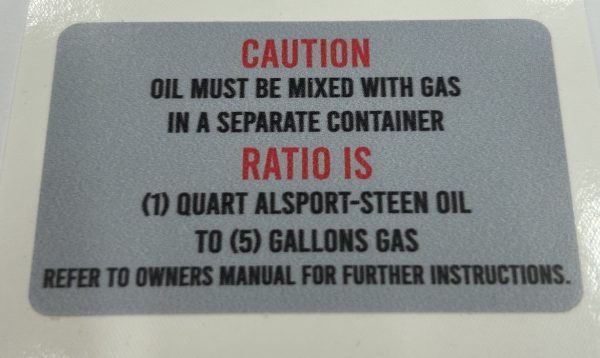 CAUTION
OIL MUST BE MIXED WITH GAS
IN A SEPARATE CONTAINER
RATIO IS
(1) QUART ALSPORT-STEEN OIL
TO (5) GALLONS GAS
REFER TO OWNERS MANUAL FOR FURTHER INSTRUCTIONS.